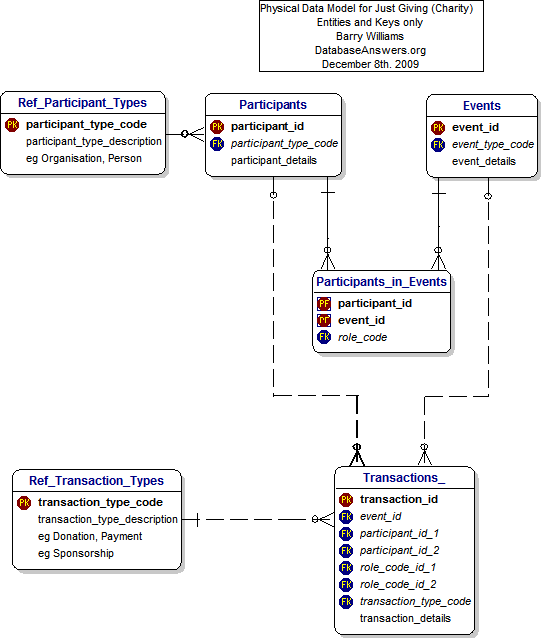 Physical Data Model for Just Giving (Charity)
Entities and Keys only
Barry Williams
DatabaseAnswers.org
December 8th. 2009
Ref_Participant_Types
PK participant_type_code
participant_type_description
eg Organisation, Person
Participants
PK participant_id
FK participant_type_code
participant_details
Events
PK event_id
FK event_type_code
event_details
Participants_in_Events
PF participant_id
PF event_id
FK role_code
Ref_Transaction_Types
PK transaction_type_code
transaction_type_description
eg Donation, Payment
eg Sponsorship
Transactions_
PK transaction_id
FK event_id
FK participant_id_1
FK participant_id_2
FK role_code_id_1
FK role_code_id_2
FK transaction_type_code
transaction_details